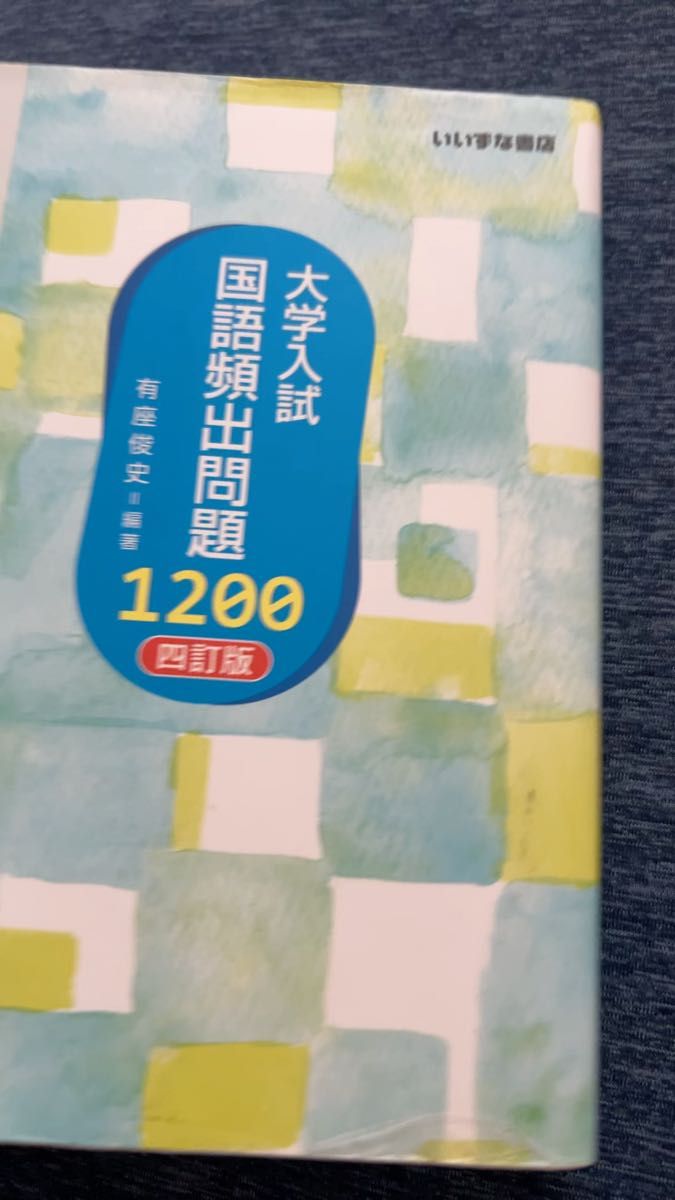 いいずな書店
大学入試
国語頻出問題
1200
四訂版
有座俊史=編著